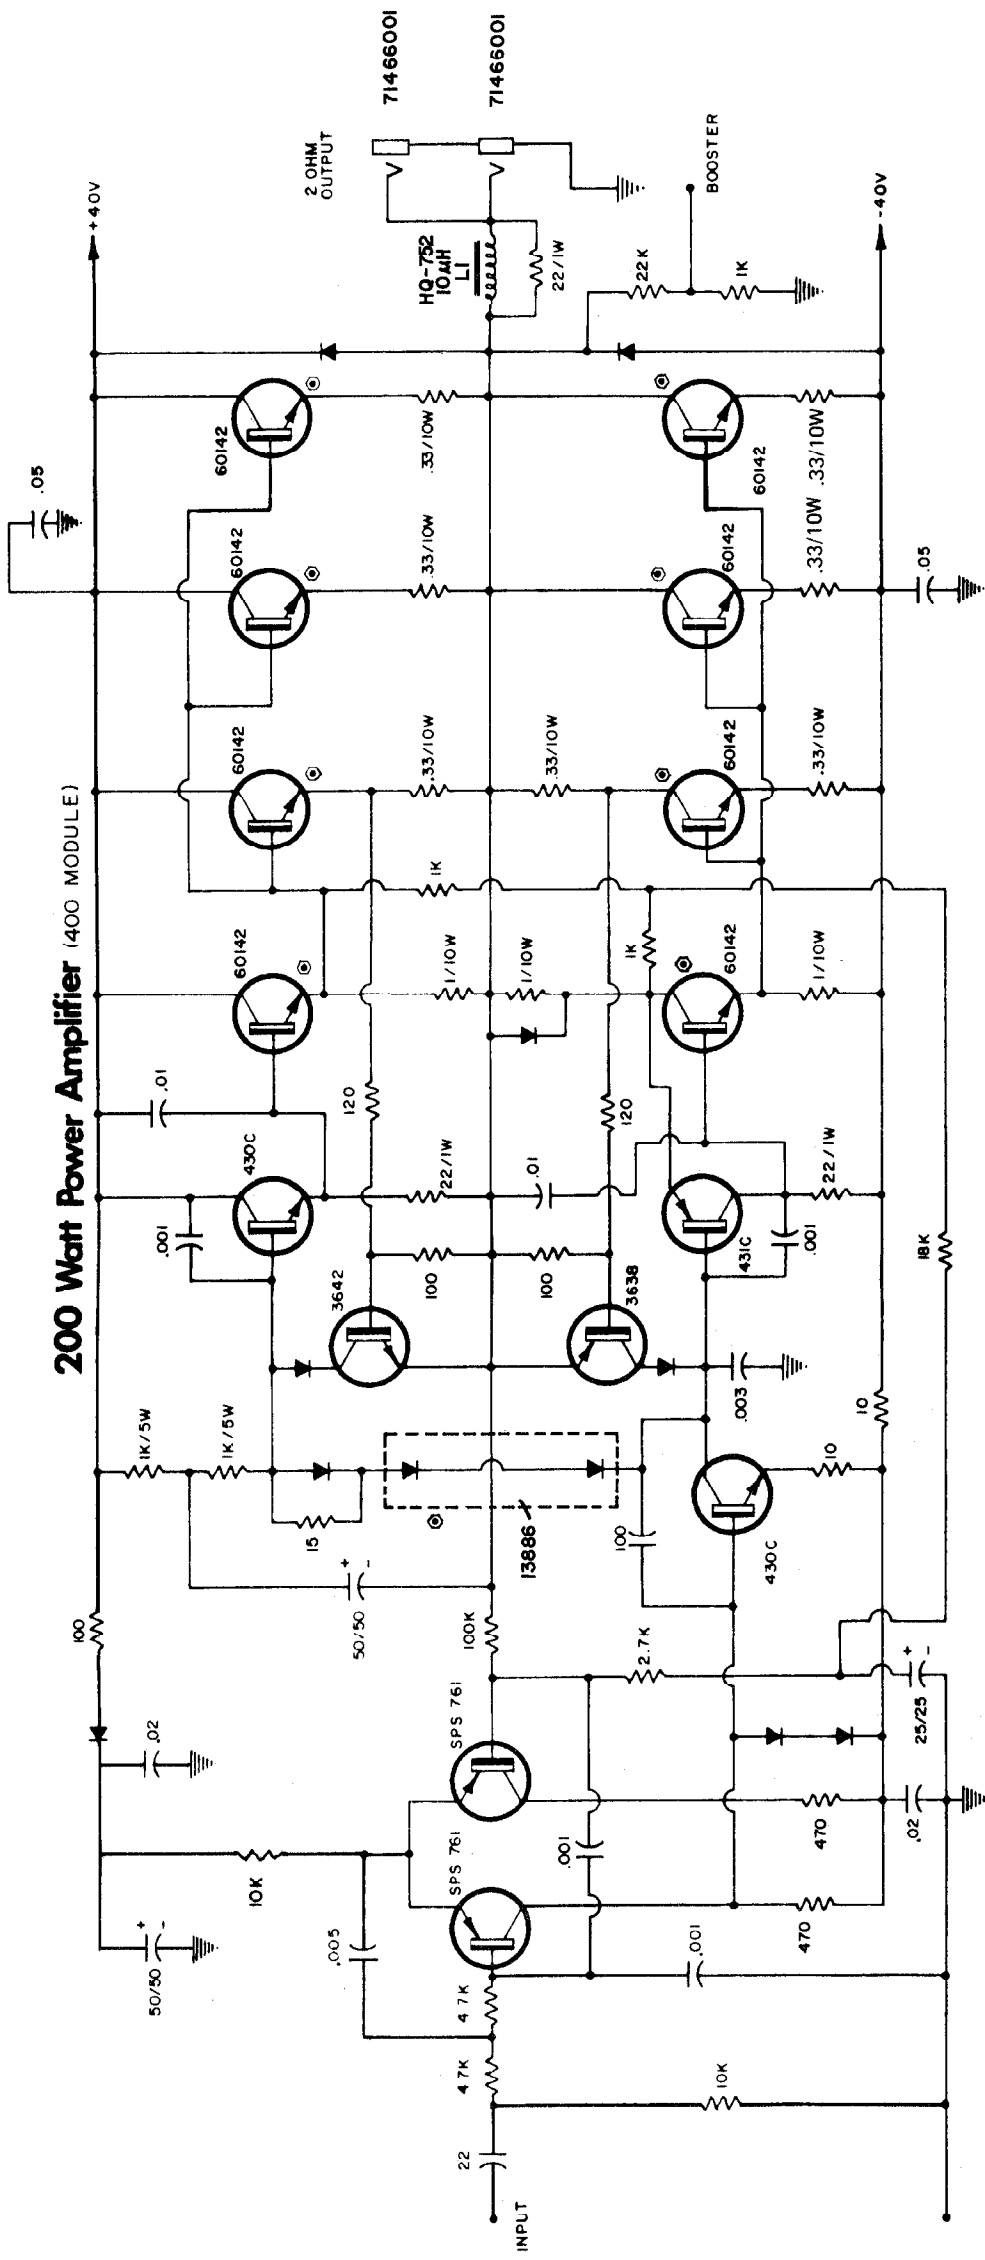 200 Watt Power Amplifier (400 MODULE)
+40V
.05
2 OHM
OUTPUT
71466001
71466001
HQ-752
10 µH
L1
22/1W
22K
1K
BOOSTER
-40V
60142
60142
60142
60142
60142
60142
60142
60142
.33/10W
.33/10W
.33/10W
.33/10W
.33/10W
.33/10W
.33/10W
.05
1K
1K
1/10W
1/10W
1/10W
.01
430C
.001
120
120
22/1W
.01
431C
.001
22/1W
18K
3642
100
100
3638
.003
10
1K/5W
1K/5W
15
13886
100
430C
10
50/50
+
-
100
100K
2.7K
SPS 761
SPS 761
.02
25/25
+
-
.02
470
470
.001
.001
10K
.005
50/50
+
-
4 7K
4 7K
10K
22
INPUT